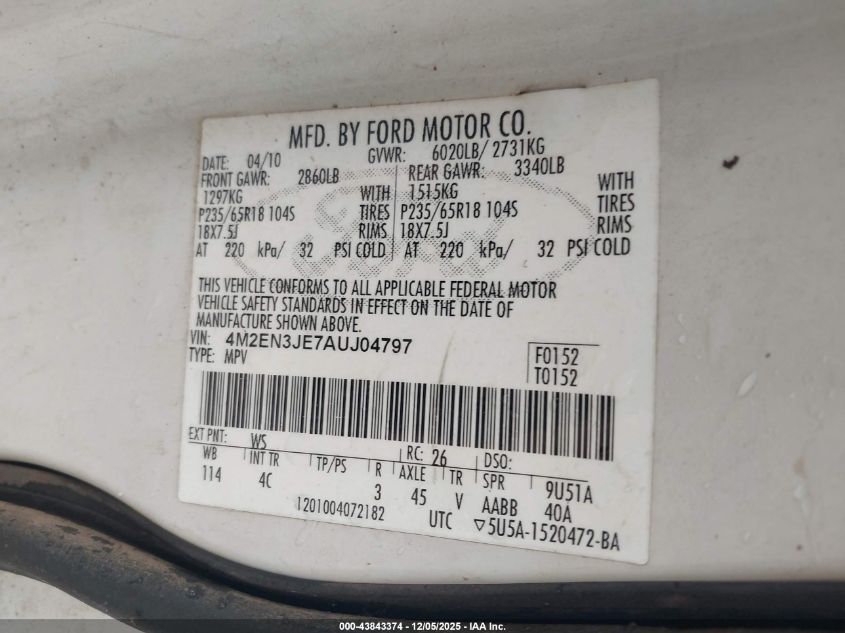 MFD. BY FORD MOTOR CO.
DATE: 04/10 GVWR: 6020LB/ 2731KG
FRONT GAWR: 2860LB REAR GAWR: 3340LB
1297KG WITH 1515KG WITH
P235/65R18 104S TIRES P235/65R18 104S TIRES
18X7.5J RIMS 18X7.5J RIMS
AT 220 kPa/ 32 PSI COLD AT 220 kPa/ 32 PSI COLD
THIS VEHICLE CONFORMS TO ALL APPLICABLE FEDERAL MOTOR
VEHICLE SAFETY STANDARDS IN EFFECT ON THE DATE OF
MANUFACTURE SHOWN ABOVE.
VIN: 4M2EN3JE7AUJ04797
TYPE: MPV
F0152
T0152
EXT PNT: WS RC: 26 DSO:
WB INT TR TP/PS R AXLE TR SPR 9U51A
114 4C 3 45 V AABB 40A
1201004072182 UTC ▽5U5A-1520472-BA
000-43843374 | 12/05/2025 - IAA Inc.